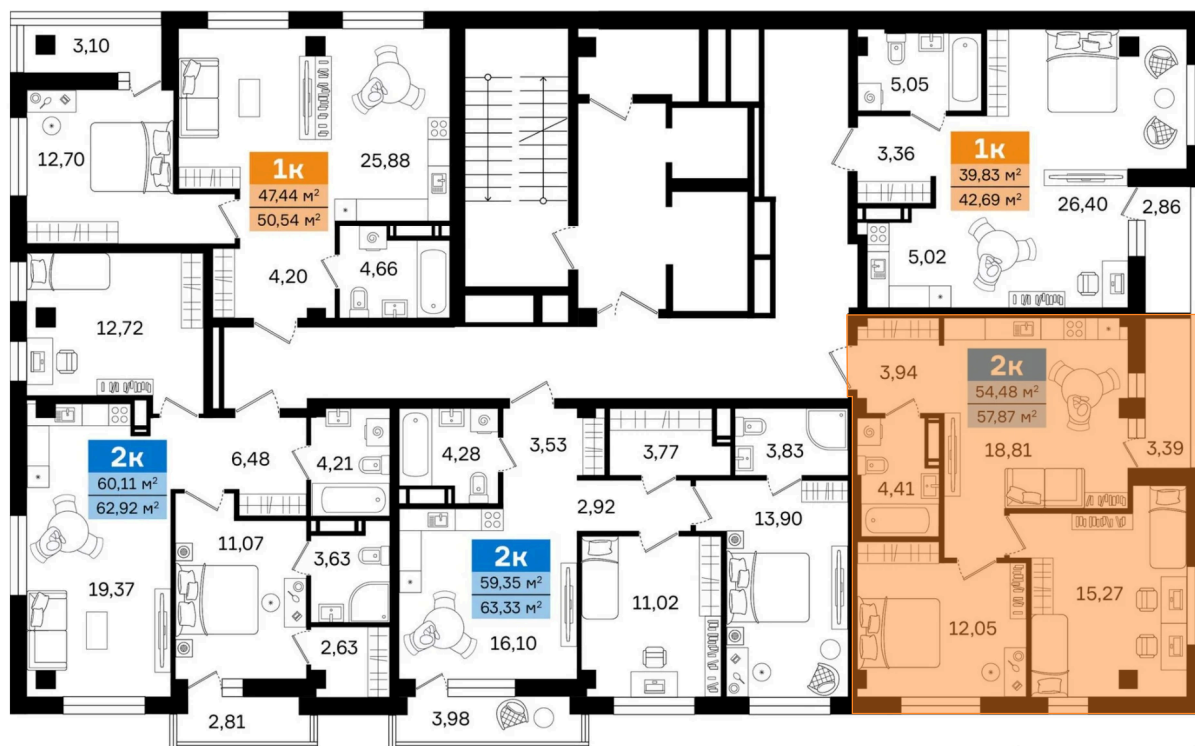 3,10
12,70
25,88
1к
47,44 м²
50,54 м²
4,20
4,66
5,05
3,36
1к
39,83 м²
42,69 м²
26,40
2,86
5,02
12,72
2к
60,11 м²
62,92 м²
6,48
4,21
11,07
3,63
19,37
2,63
2,81
4,28
3,53
3,77
3,83
2,92
13,90
2к
59,35 м²
63,33 м²
16,10
11,02
3,98
3,94
2к
54,48 м²
57,87 м²
18,81
3,39
4,41
15,27
12,05